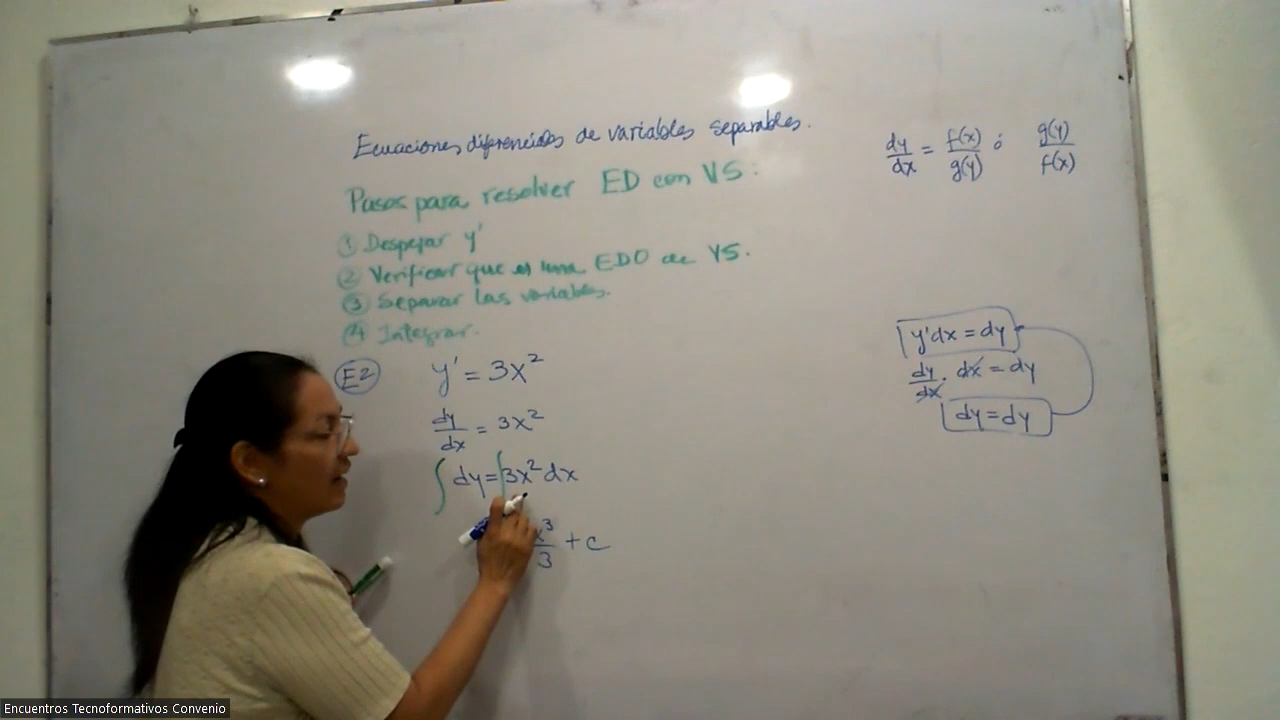 Ecuaciones diferenciales de variables separables.
dy/dx = f(x)/g(y) ó g(y)/f(x)
Pasos para resolver ED con VS:
① Despejar y'
② Verificar que es una EDO de VS.
③ Separar las variables.
④ Integrar.
E2 y' = 3x²
dy/dx = 3x²
∫ dy = ∫ 3x² dx
x³/3 + c
y'dx = dy
dy/dx · dx = dy
dy = dy
Encuentros Tecnoformativos Convenio